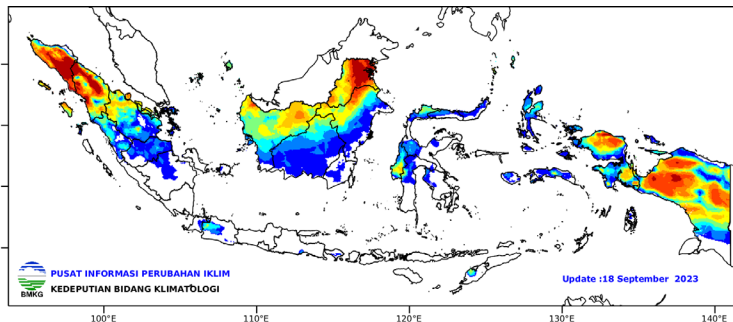 PUSAT INFORMASI PERUBAHAN IKLIM
KEDEPUTIAN BIDANG KLIMATOLOGI
BMKG
Update :18 September 2023
100°E
110°E
120°E
130°E
140°E